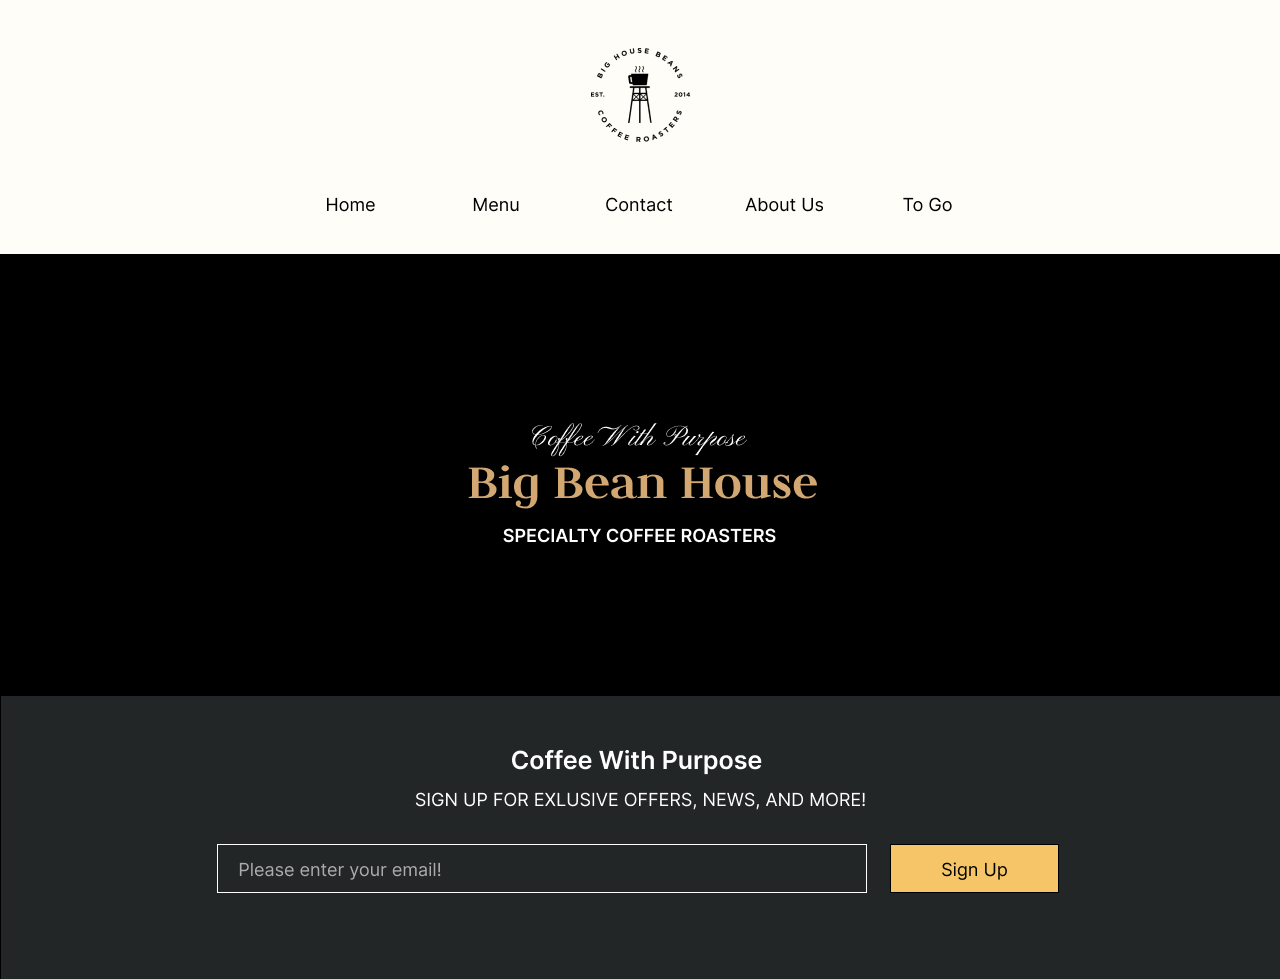 BIG HOUSE BEANS
EST. 2014
COFFEE ROASTERS
Home Menu Contact About Us To Go
Coffee With Purpose
Big Bean House
SPECIALTY COFFEE ROASTERS
Coffee With Purpose
SIGN UP FOR EXLUSIVE OFFERS, NEWS, AND MORE!
Please enter your email! Sign Up